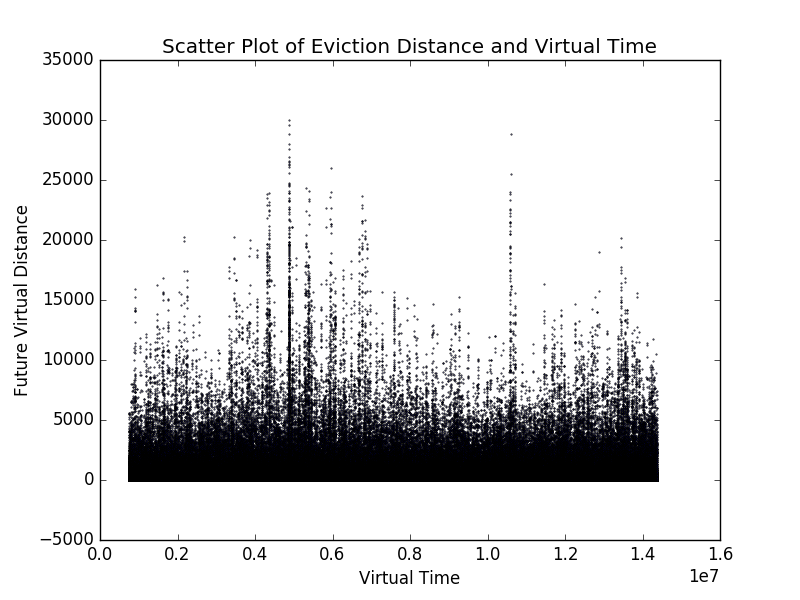 Scatter Plot of Eviction Distance and Virtual Time
35000
30000
25000
20000
15000
10000
5000
0
−5000
Future Virtual Distance
0.0 0.2 0.4 0.6 0.8 1.0 1.2 1.4 1.6
1e7
Virtual Time